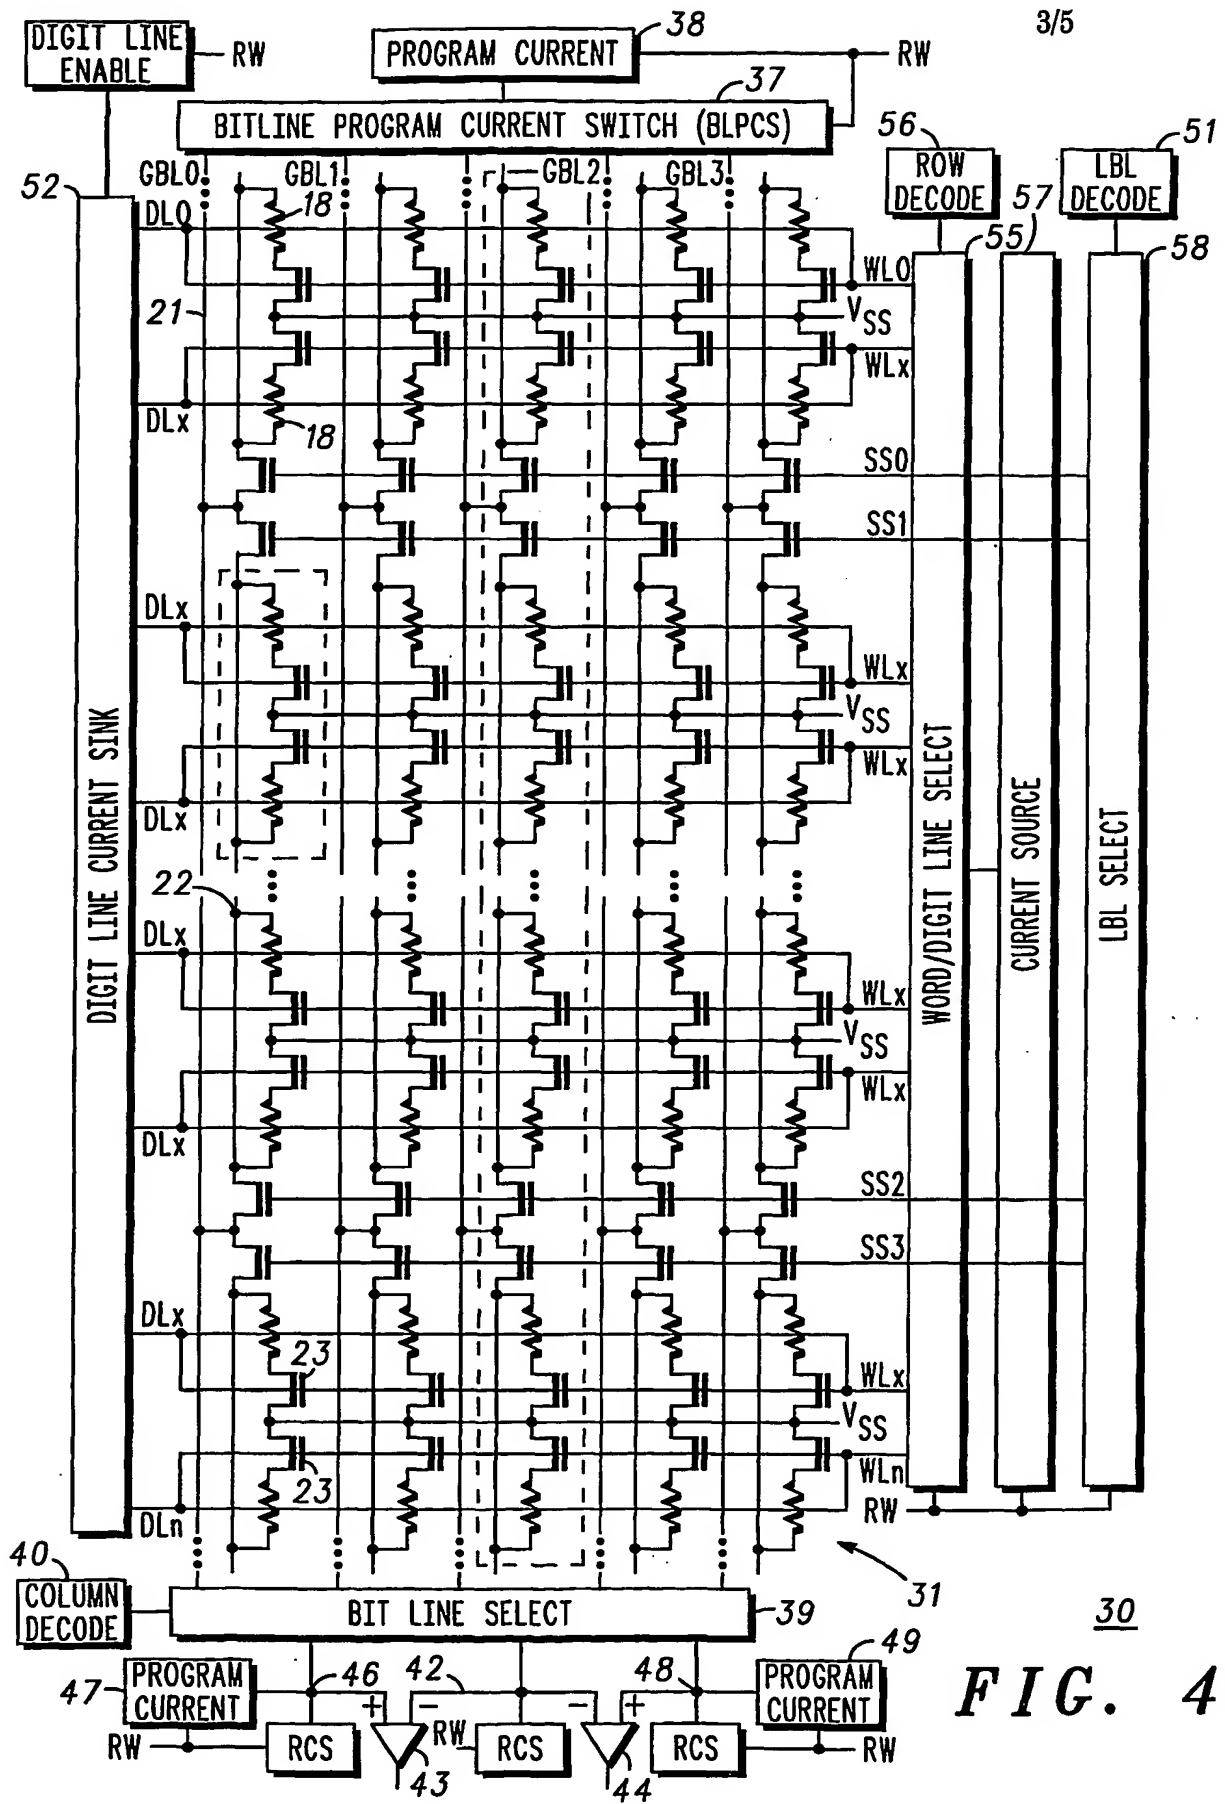 3/5
DIGIT LINE
ENABLE
RW
PROGRAM CURRENT
38
RW
37
BITLINE PROGRAM CURRENT SWITCH (BLPCS)
56
ROW
DECODE
51
LBL
DECODE
52
GBL0
GBL1
GBL2
GBL3
57
DL0
18
55
58
WL0
21
VSS
WLx
DLx
18
SS0
SS1
DLx
WLx
VSS
WLx
DLx
DIGIT LINE CURRENT SINK
WORD/DIGIT LINE SELECT
CURRENT SOURCE
LBL SELECT
22
DLx
WLx
VSS
WLx
DLx
SS2
SS3
DLx
23
WLx
VSS
WLn
23
DLn
RW
40
COLUMN
DECODE
BIT LINE SELECT
39
31
30
47
PROGRAM
CURRENT
46
42
48
49
PROGRAM
CURRENT
+
−
−
+
RW
RCS
RW
RCS
RCS
RW
43
44
FIG. 4